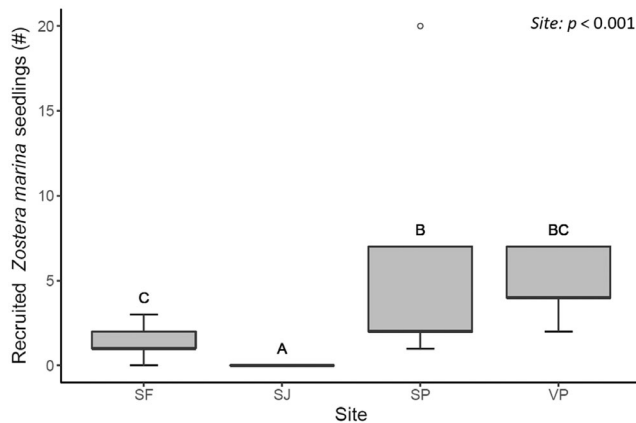 Site: p < 0.001
Recruited Zostera marina seedlings (#)
20
15
10
5
0
C
A
B
BC
SF
SJ
SP
VP
Site